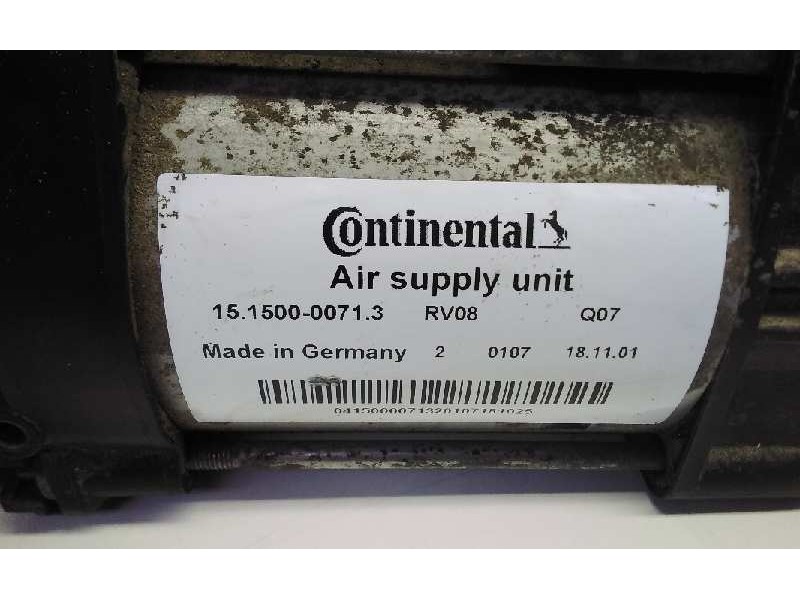 Continental
Air supply unit
15.1500-0071.3 RV08 Q07
Made in Germany 2 0107 18.11.01